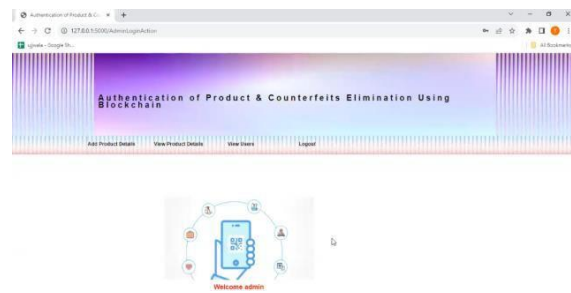 Authentication of Product & C
127.0.0.1:5000/AdminLoginAction
All Bookmarks
Authentication of Product & Counterfeits Elimination Using
Blockchain
Add Product Details View Product Details View Users Logout
Welcome admin